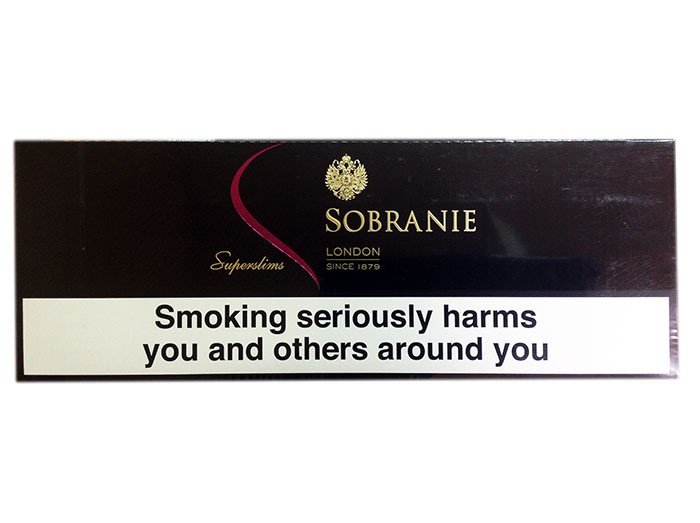 SOBRANIE
LONDON
SINCE 1879
Superslims
Smoking seriously harms
you and others around you